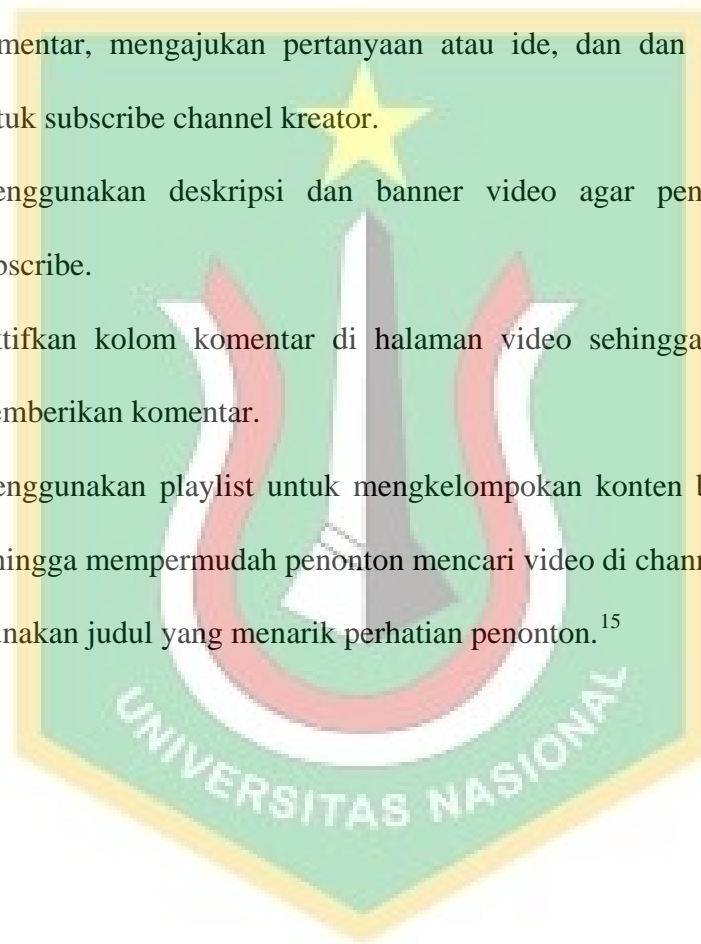 mentar, mengajukan pertanyaan atau ide, dan dan
tuk subscribe channel kreator.
enggunakan deskripsi dan banner video agar pen
bscribe.
tifkan kolom komentar di halaman video sehingga
emberikan komentar.
enggunakan playlist untuk mengkelompokan konten b
hingga mempermudah penonton mencari video di chann
unakan judul yang menarik perhatian penonton.15
UNIVERSITAS NASIONAL